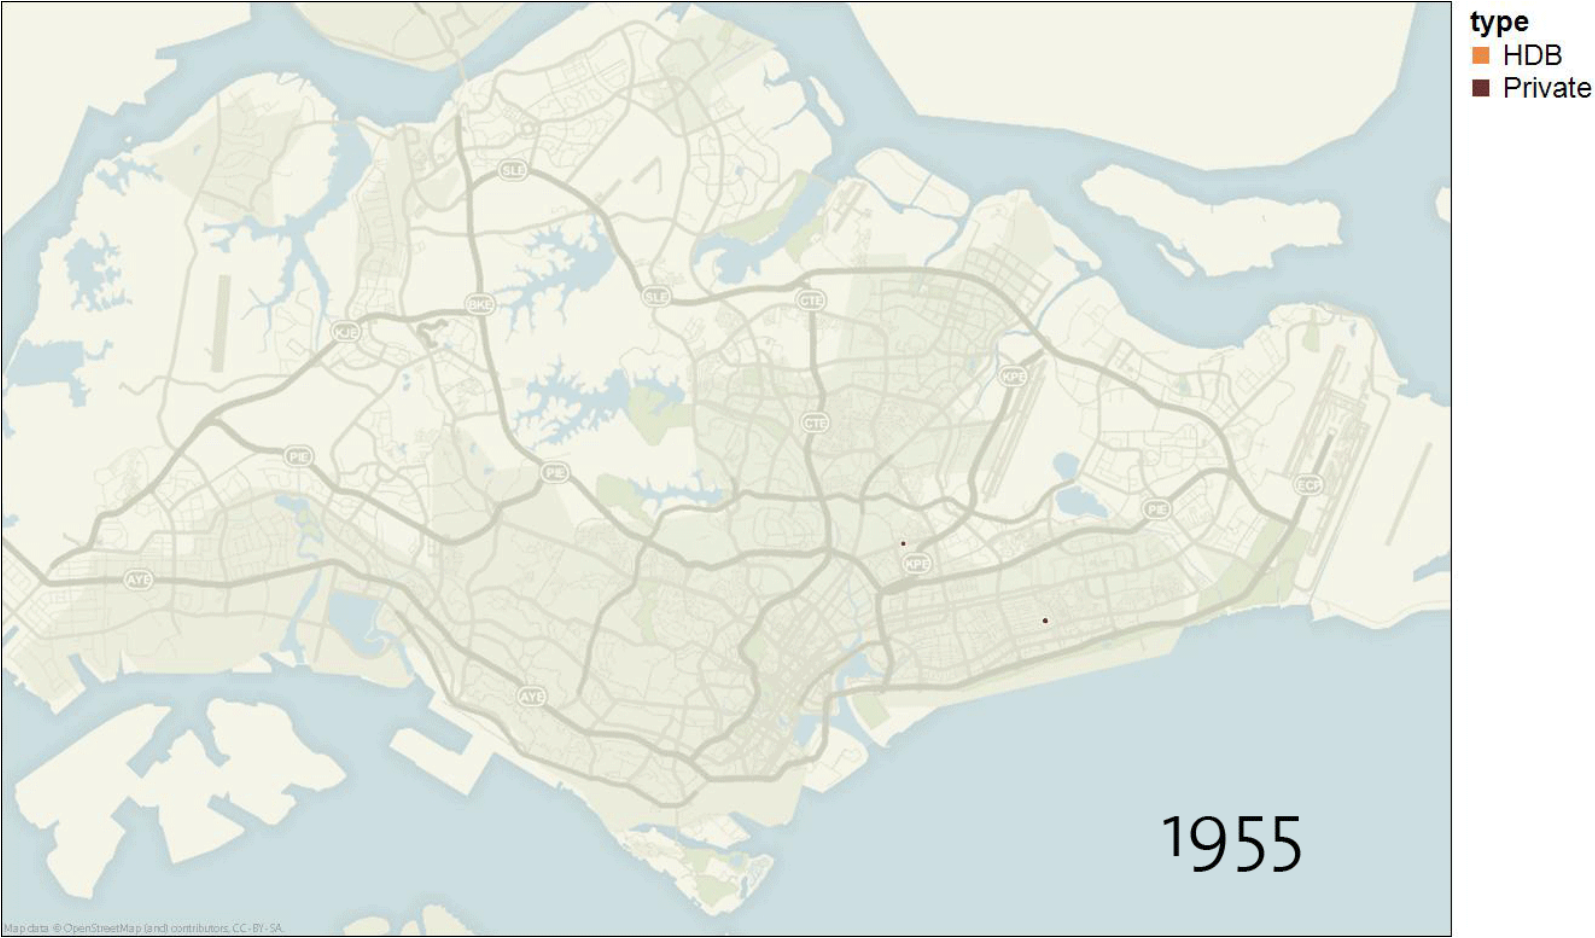 type
HDB
Private
SLE
BKE
SLE
CTE
KJE
KPE
CTE
PIE
PIE
ECP
PIE
KPE
AYE
AYE
1955
Map data © OpenStreetMap (and) contributors, CC-BY-SA.